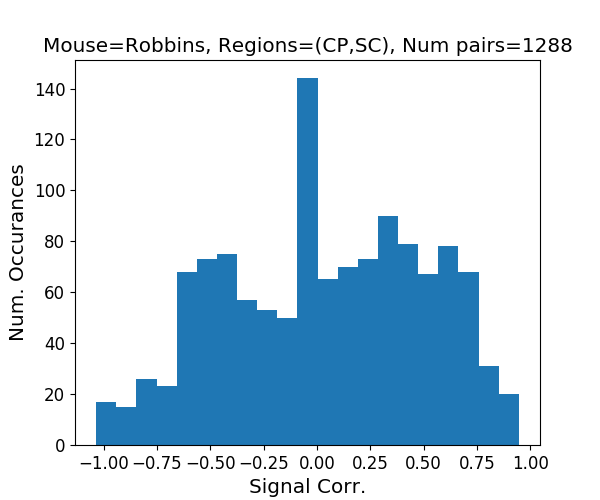 Mouse=Robbins, Regions=(CP,SC), Num pairs=1288
Num. Occurances
140
120
100
80
60
40
20
0
−1.00 −0.75 −0.50 −0.25 0.00 0.25 0.50 0.75 1.00
Signal Corr.